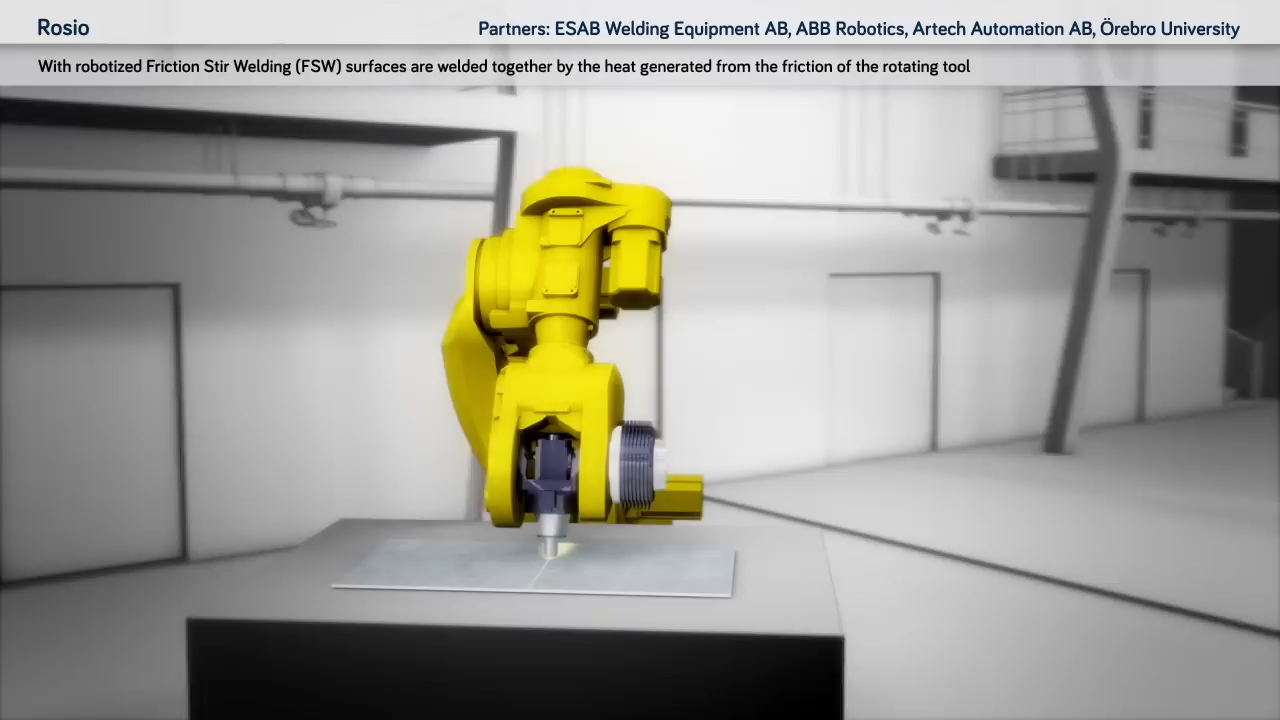 Rosio
Partners: ESAB Welding Equipment AB, ABB Robotics, Artech Automation AB, Örebro University
With robotized Friction Stir Welding (FSW) surfaces are welded together by the heat generated from the friction of the rotating tool